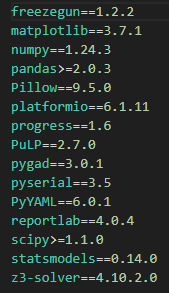 freezegun==1.2.2
matplotlib==3.7.1
numpy==1.24.3
pandas>=2.0.3
Pillow==9.5.0
platformio==6.1.11
progress==1.6
PuLP==2.7.0
pygad==3.0.1
pyserial==3.5
PyYAML==6.0.1
reportlab==4.0.4
scipy>=1.1.0
statsmodels==0.14.0
z3-solver==4.10.2.0